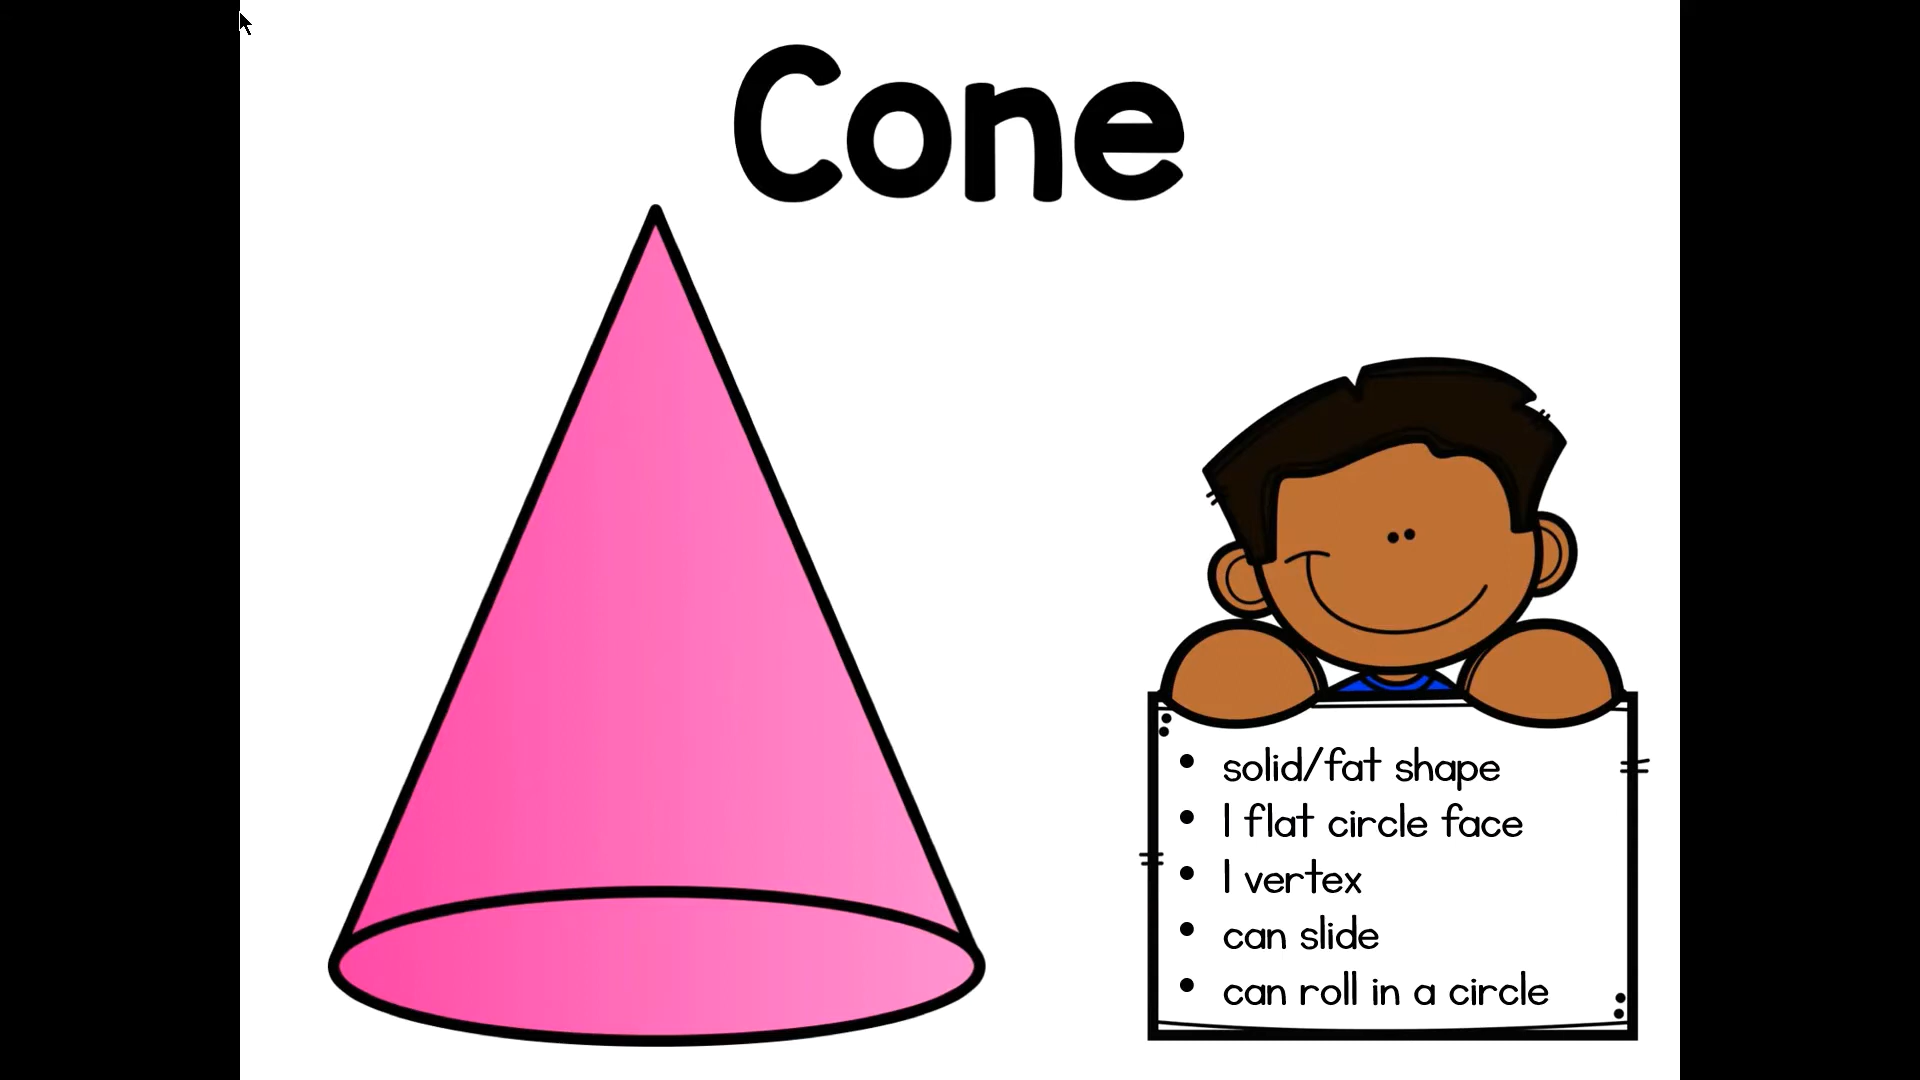 Cone
• solid/fat shape
• 1 flat circle face
• 1 vertex
• can slide
• can roll in a circle